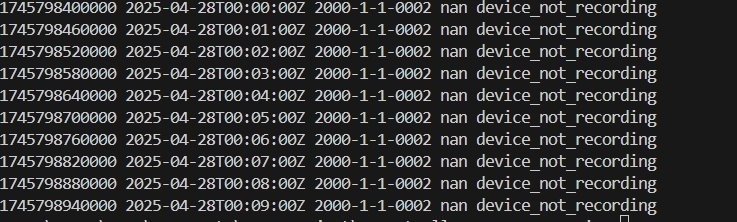 1745798400000 2025-04-28T00:00:00Z 2000-1-1-0002 nan device_not_recording
1745798460000 2025-04-28T00:01:00Z 2000-1-1-0002 nan device_not_recording
1745798520000 2025-04-28T00:02:00Z 2000-1-1-0002 nan device_not_recording
1745798580000 2025-04-28T00:03:00Z 2000-1-1-0002 nan device_not_recording
1745798640000 2025-04-28T00:04:00Z 2000-1-1-0002 nan device_not_recording
1745798700000 2025-04-28T00:05:00Z 2000-1-1-0002 nan device_not_recording
1745798760000 2025-04-28T00:06:00Z 2000-1-1-0002 nan device_not_recording
1745798820000 2025-04-28T00:07:00Z 2000-1-1-0002 nan device_not_recording
1745798880000 2025-04-28T00:08:00Z 2000-1-1-0002 nan device_not_recording
1745798940000 2025-04-28T00:09:00Z 2000-1-1-0002 nan device_not_recording